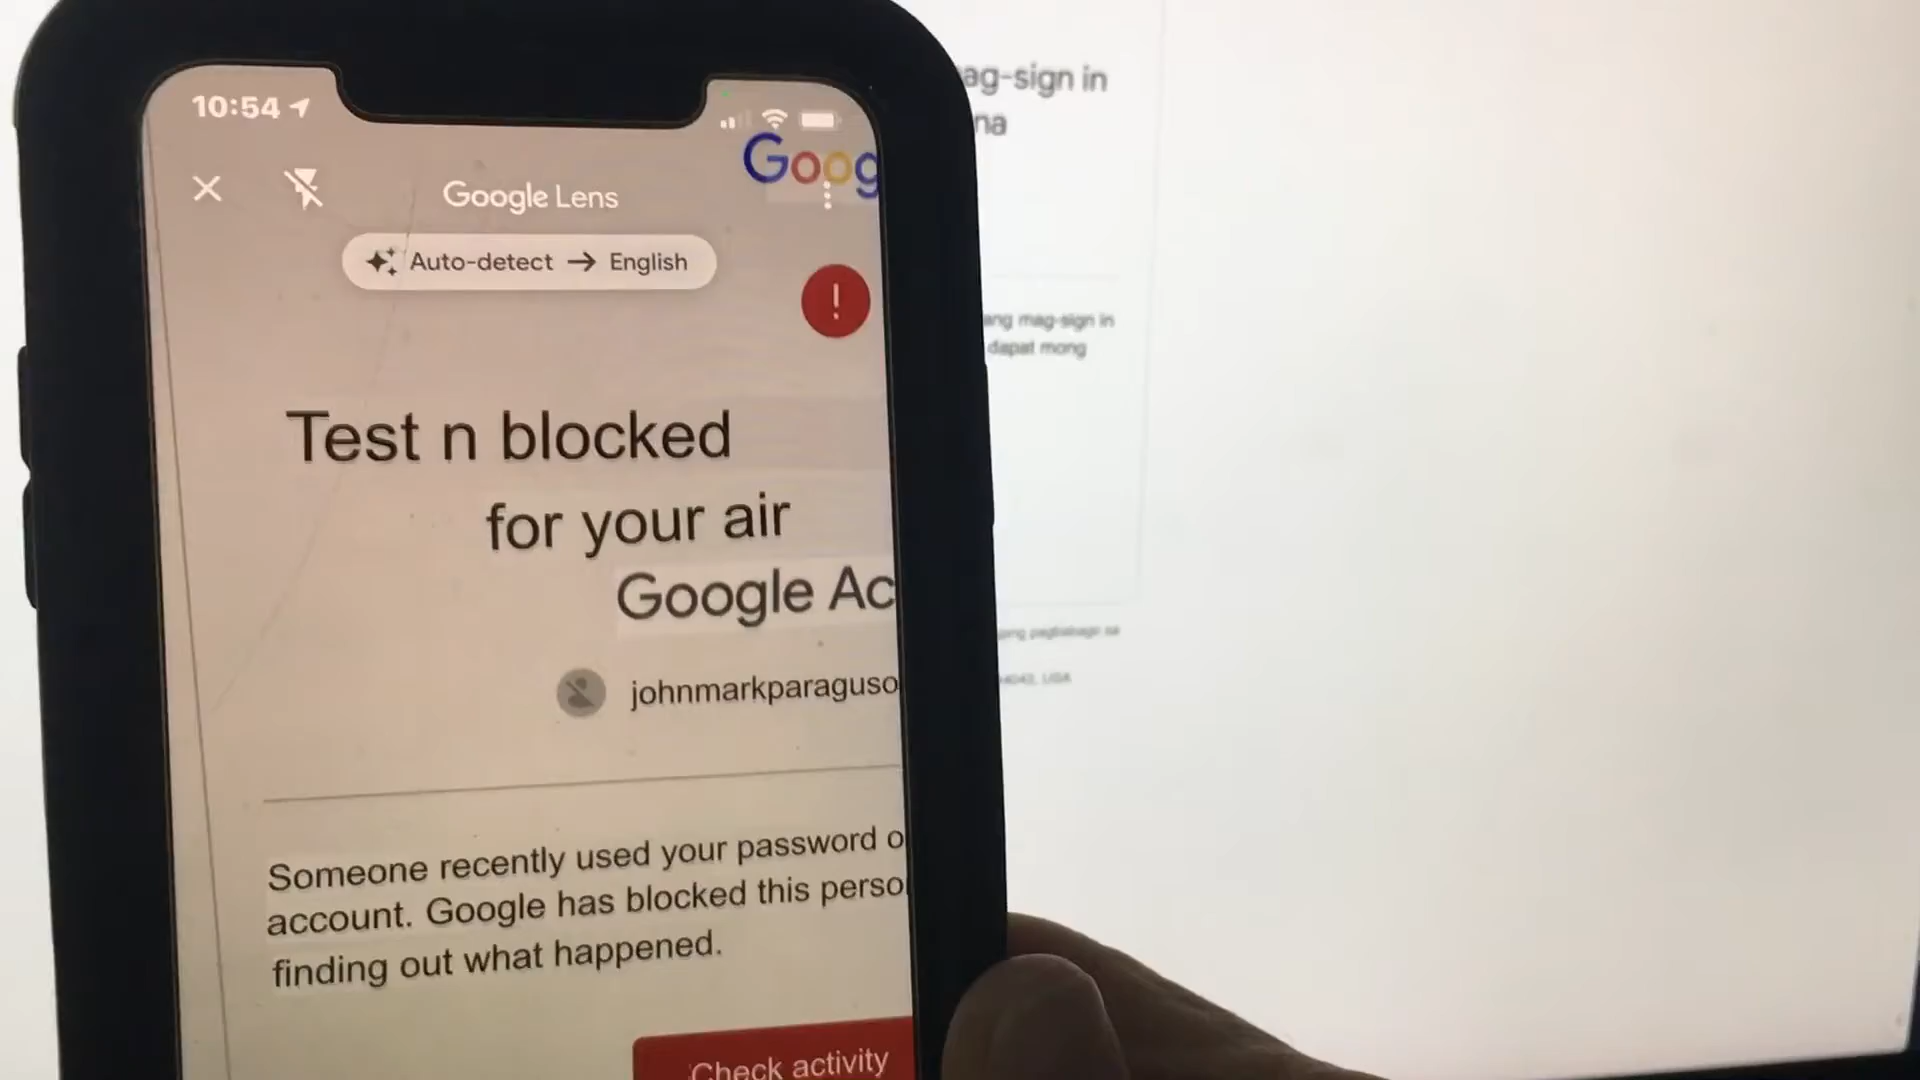 10:54
Google Lens
Goog
Auto-detect → English
!
Test n blocked
for your air
Google Ac
johnmarkparaguso
Someone recently used your password o
account. Google has blocked this perso
finding out what happened.
Check activity
ag-sign in
na
ang mag-sign in
dapat mong
USA